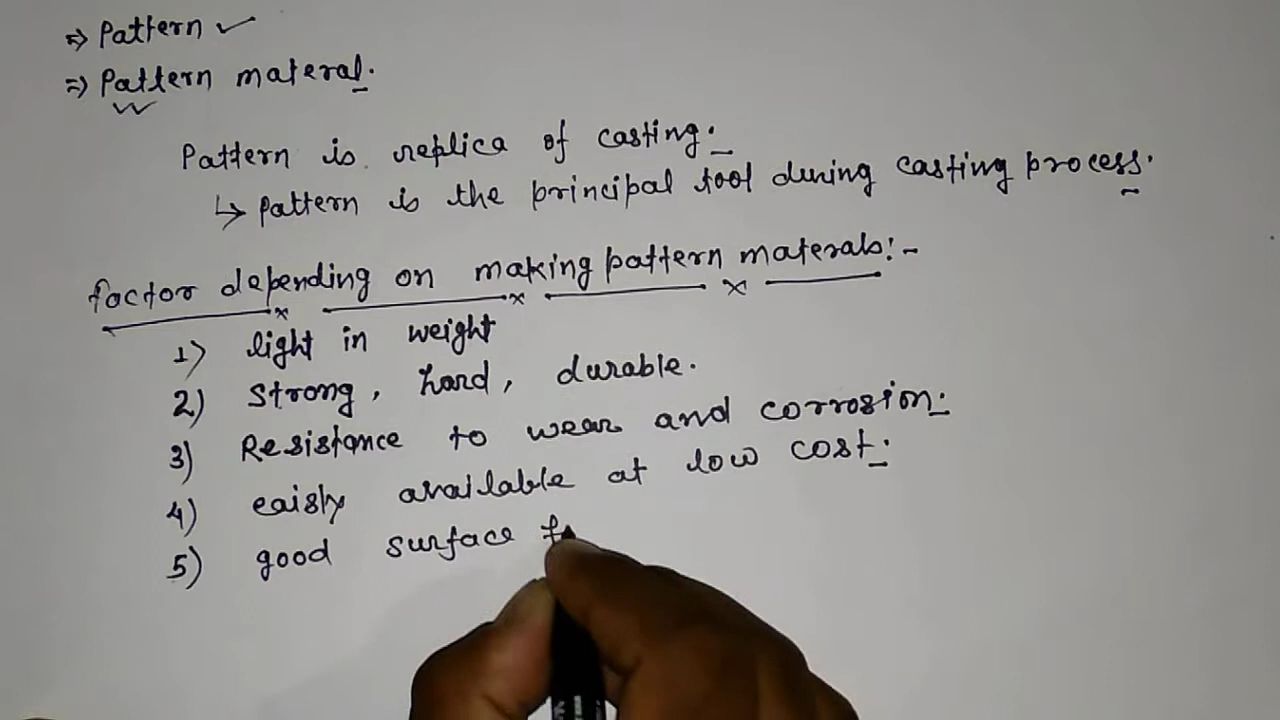 ⇒ Pattern ✓
⇒ Pattern materal.
Pattern is replica of casting.
↳ pattern is the principal tool during casting process.
factor depending on making pattern materals:-
1) light in weight
2) strong, hard, durable.
3) Resistance to wear and corrosion.
4) eaisly available at low cost.
5) good surface f